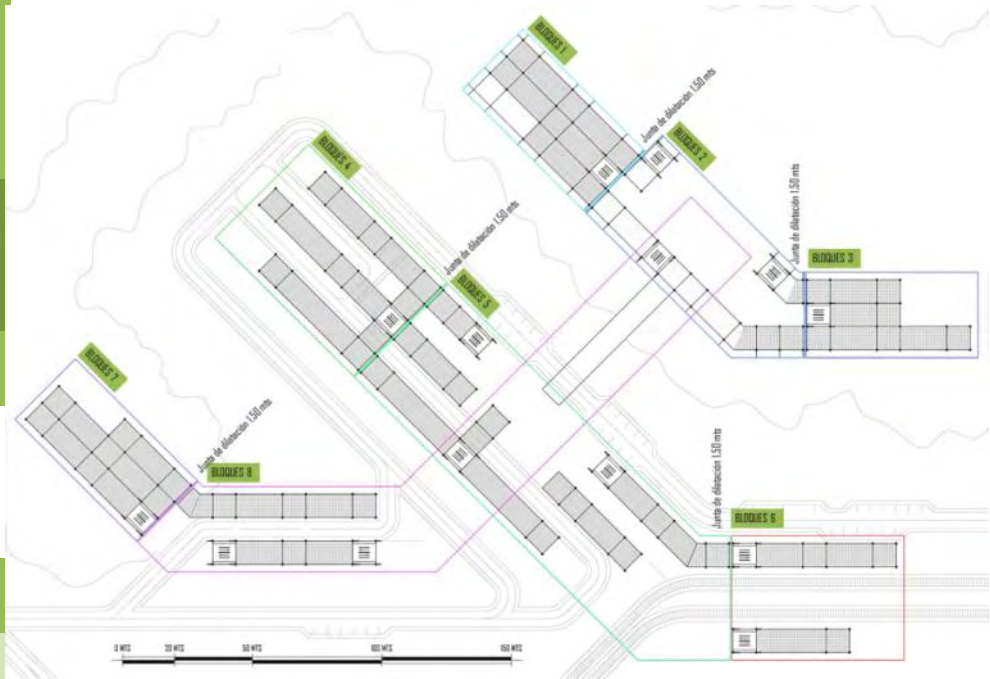 BLOQUES 1
Junta de dilatación 1,50 mts
BLOQUES 2
Junta de dilatación 1,50 mts
BLOQUES 3
BLOQUES 4
Junta de dilatación 1,50 mts
BLOQUES 5
BLOQUES 7
Junta de dilatación 1,50 mts
BLOQUES 8
Junta de dilatación 1,50 mts
BLOQUES 6
0 MTS 20 MTS 50 MTS 100 MTS 150 MTS